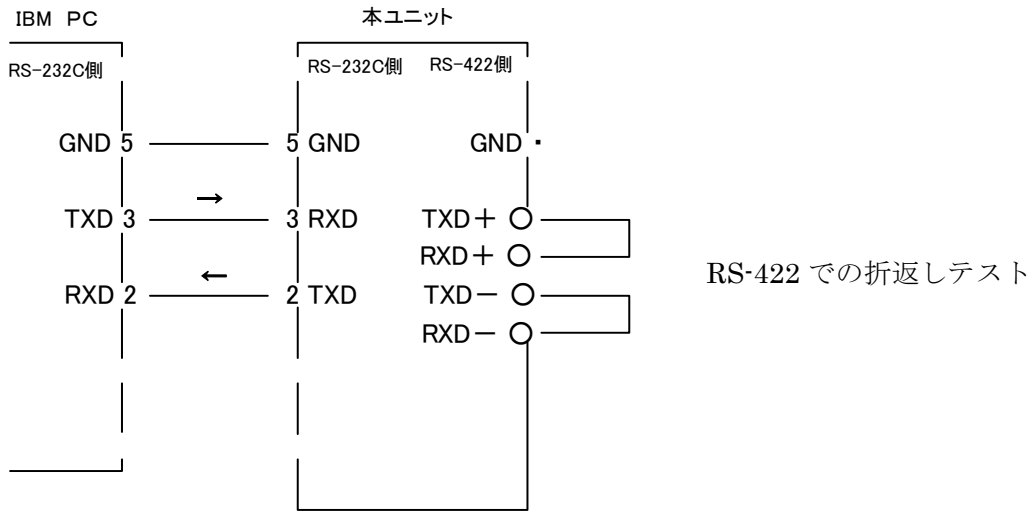 IBM PC
本ユニット
RS-232C側
RS-232C側 RS-422側
GND 5
5 GND
GND
→
TXD 3
3 RXD
TXD+
RXD+
←
RXD 2
2 TXD
TXD−
RXD−
RS-422 での折返しテスト